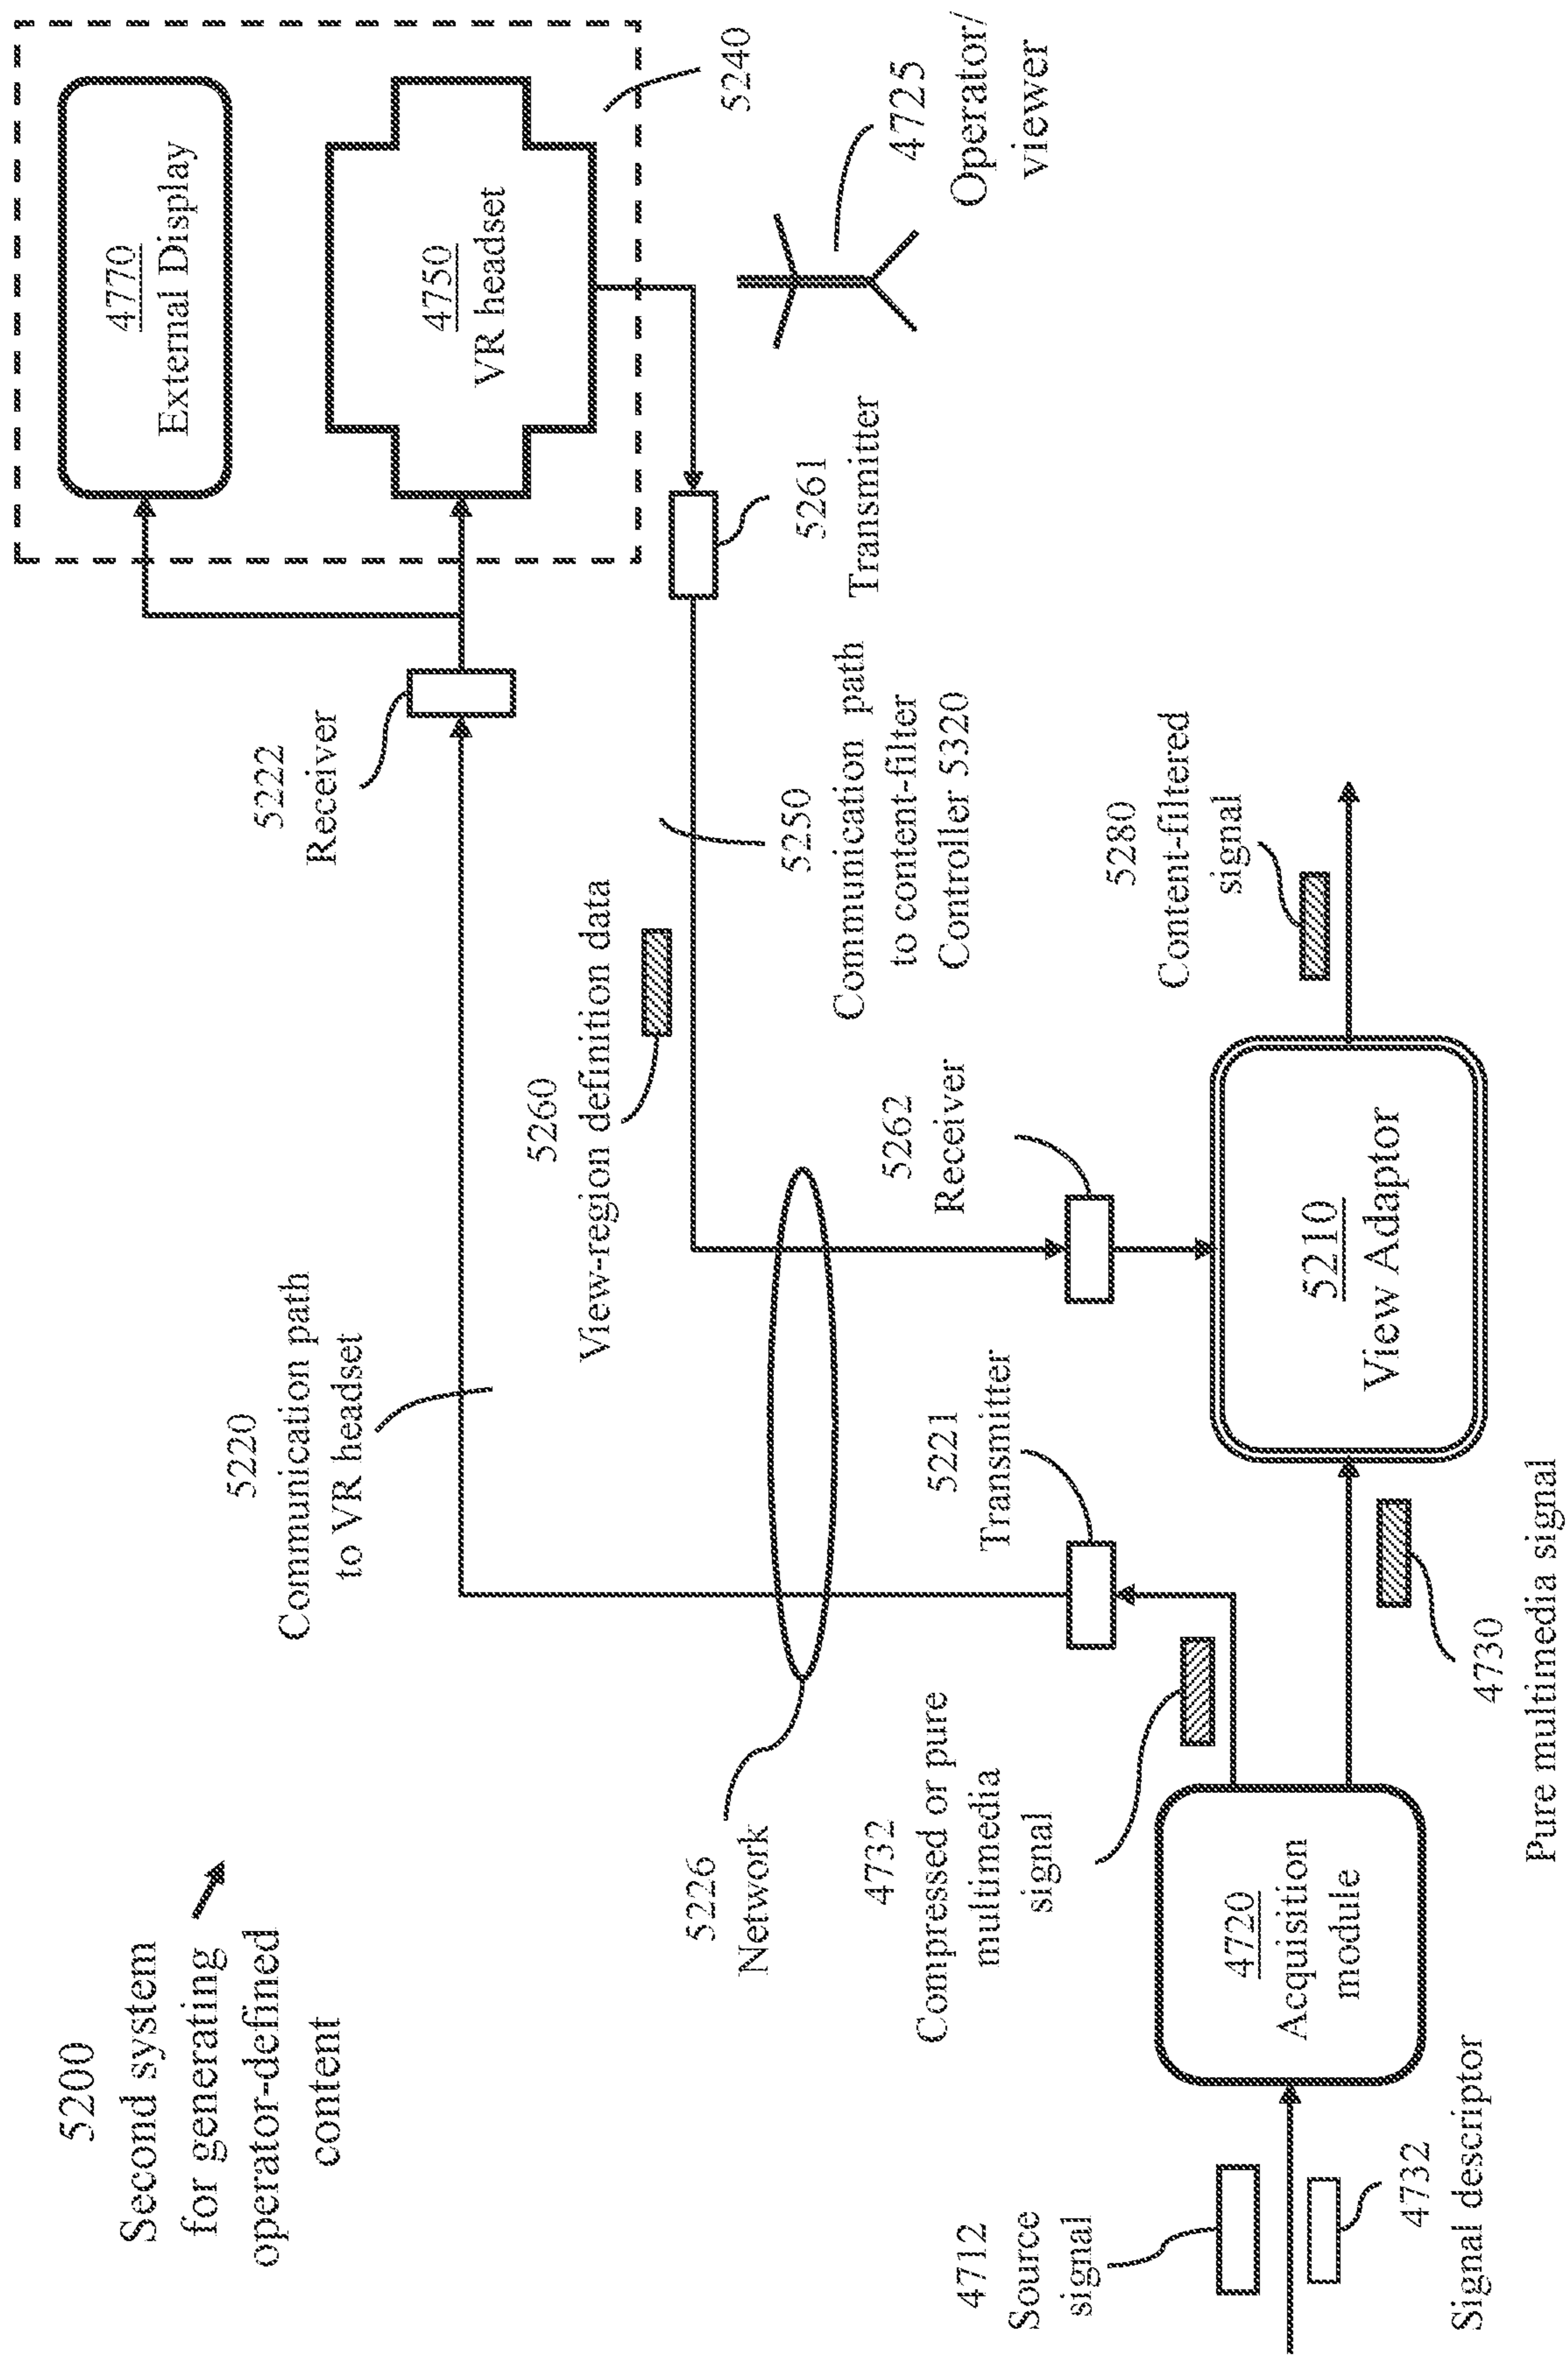 5200
Second system
for generating
operator-defined
content
5220
Communication path
to VR headset
5222
Receiver
4770
External Display
4750
VR headset
5240
4725
Operator/
viewer
5260
View-region definition data
5261
Transmitter
5250
Communication path
to content-filter
Controller 5320
5226
Network
4732
Compressed or pure
multimedia
signal
5221
Transmitter
5262
Receiver
5280
Content-filtered
signal
4712
Source
signal
4732
Signal descriptor
4720
Acquisition
module
4730
Pure multimedia signal
5210
View Adaptor